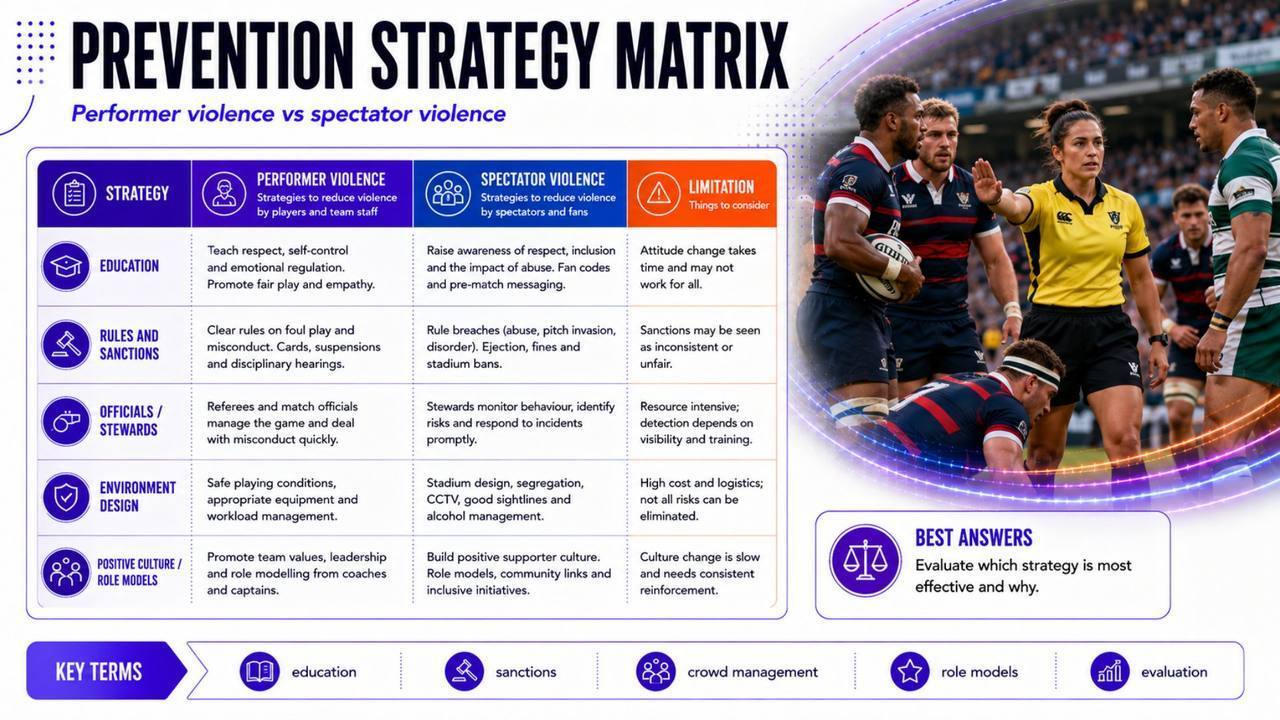 PREVENTION STRATEGY MATRIX
Performer violence vs spectator violence
STRATEGY
PERFORMER VIOLENCE
Strategies to reduce violence
by players and team staff
SPECTATOR VIOLENCE
Strategies to reduce violence
by spectators and fans
LIMITATION
Things to consider
EDUCATION
Teach respect, self-control
and emotional regulation.
Promote fair play and empathy.
Raise awareness of respect, inclusion
and the impact of abuse. Fan codes
and pre-match messaging.
Attitude change takes
time and may not
work for all.
RULES AND
SANCTIONS
Clear rules on foul play and
misconduct. Cards, suspensions
and disciplinary hearings.
Rule breaches (abuse, pitch invasion,
disorder). Ejection, fines and
stadium bans.
Sanctions may be seen
as inconsistent or
unfair.
OFFICIALS /
STEWARDS
Referees and match officials
manage the game and deal
with misconduct quickly.
Stewards monitor behaviour, identify
risks and respond to incidents
promptly.
Resource intensive;
detection depends on
visibility and training.
ENVIRONMENT
DESIGN
Safe playing conditions,
appropriate equipment and
workload management.
Stadium design, segregation,
CCTV, good sightlines and
alcohol management.
High cost and logistics;
not all risks can be
eliminated.
POSITIVE CULTURE /
ROLE MODELS
Promote team values, leadership
and role modelling from coaches
and captains.
Build positive supporter culture.
Role models, community links and
inclusive initiatives.
Culture change is slow
and needs consistent
reinforcement.
BEST ANSWERS
Evaluate which strategy is most
effective and why.
KEY TERMS
education
sanctions
crowd management
role models
evaluation